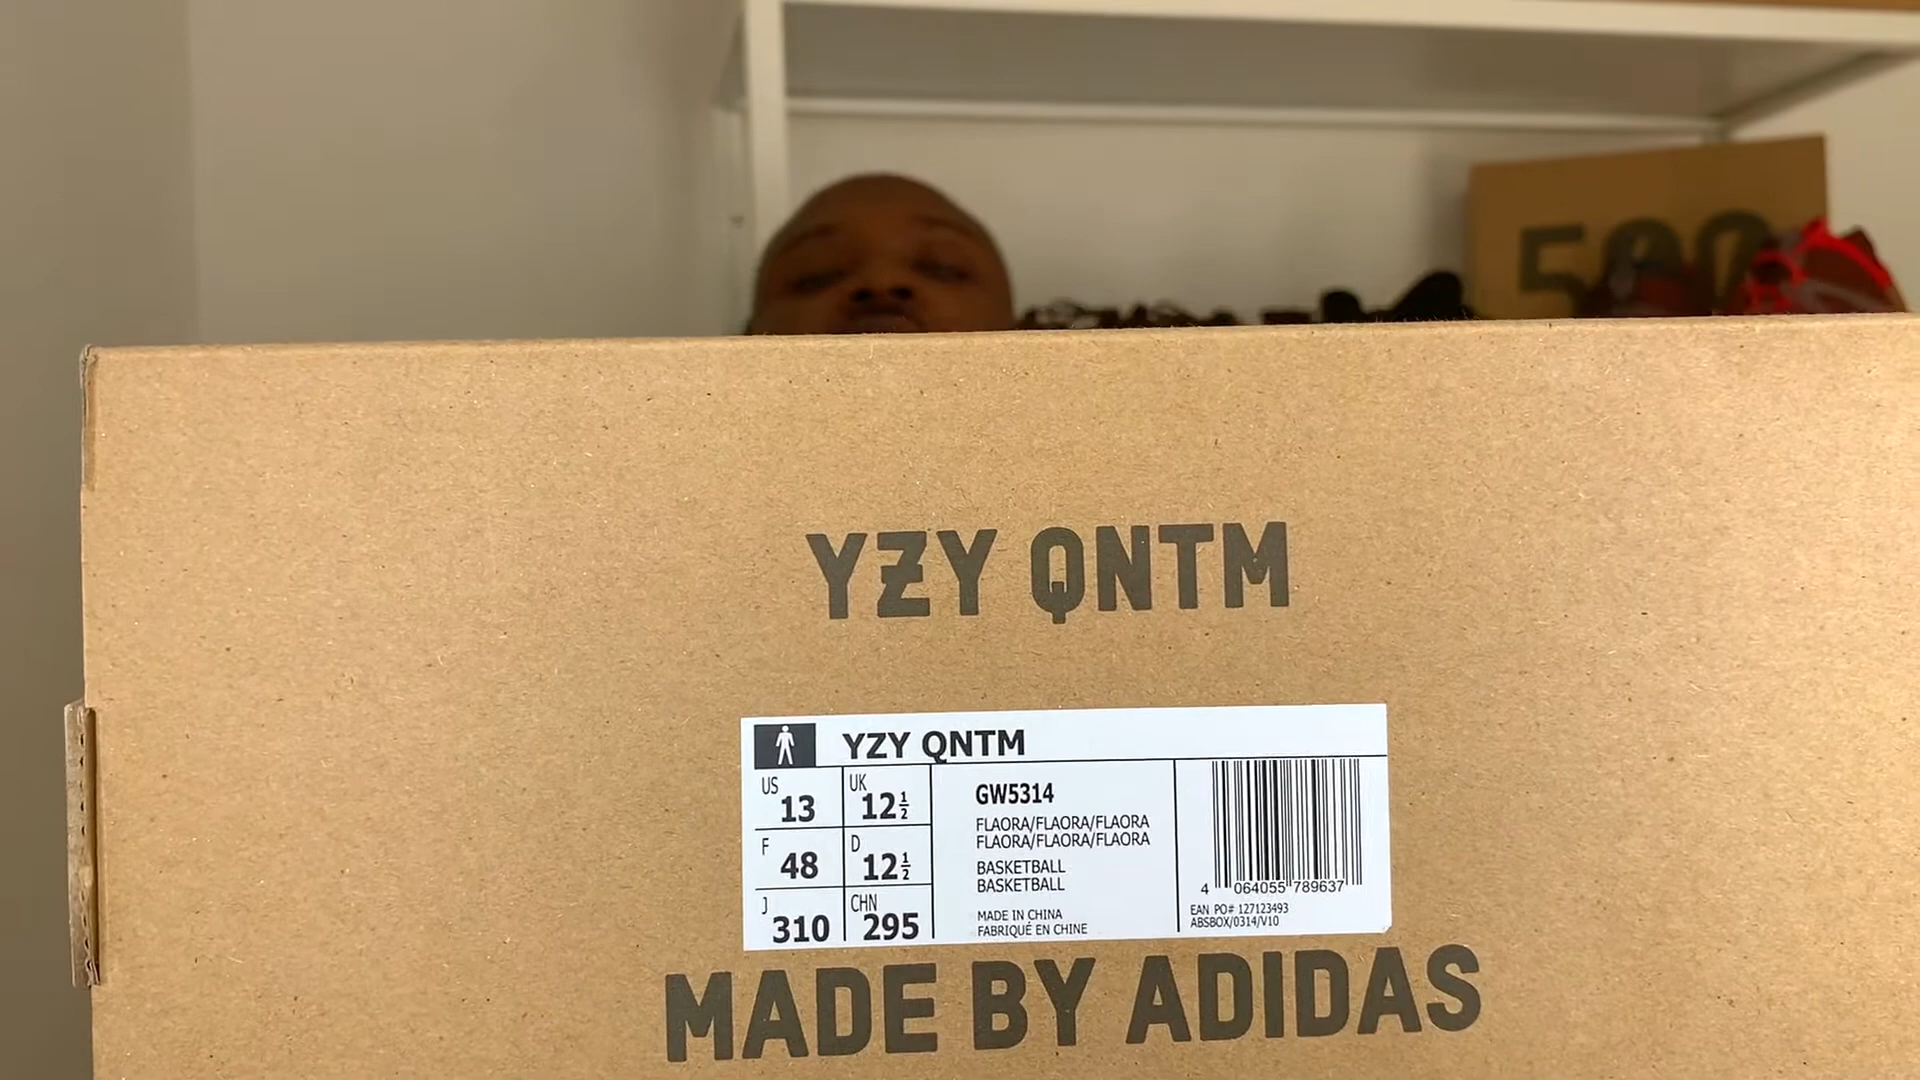 500
YZY QNTM
YZY QNTM
US 13
UK 12½
F 48
D 12½
J 310
CHN 295
GW5314
FLAORA/FLAORA/FLAORA
FLAORA/FLAORA/FLAORA
BASKETBALL
BASKETBALL
MADE IN CHINA
FABRIQUÉ EN CHINE
4 064055 789637
EAN PO# 127123493
ABSBOX/0314/V10
MADE BY ADIDAS